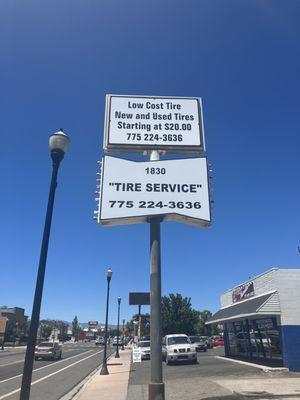 Low Cost Tire
New and Used Tires
Starting at $20.00
775 224-3636
1830
"TIRE SERVICE"
775 224-3636